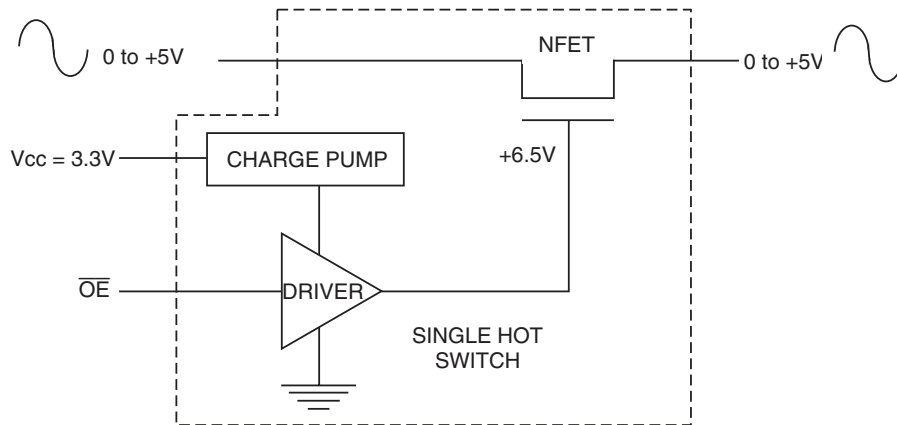 0 to +5V
NFET
0 to +5V
+6.5V
Vcc = 3.3V
CHARGE PUMP
OE
DRIVER
SINGLE HOT
SWITCH